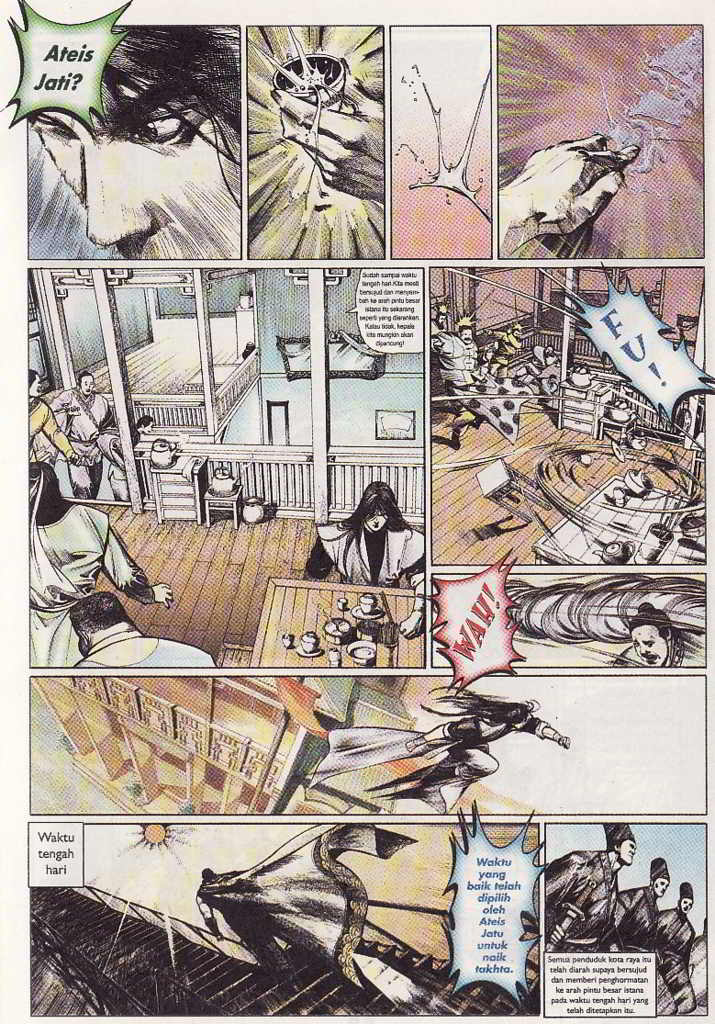 Ateis
Jati?
Sudah sampai waktu
tengah hari.Kita mesti
bersujud dan menyem-
bah ke arah pintu besar
istana itu sekarang
seperti yang diarahkan.
Kalau tidak, kepala
kita mungkin akan
dipancung!
FU!
WAH!
Waktu
tengah
hari
Waktu
yang
baik telah
dipilih
oleh
Ateis
Jatu
untuk
naik
takhta.
Semua penduduk kota raya itu
telah diarah supaya bersujud
dan memberi penghormatan
ke arah pintu besar istana
pada waktu tengah hari yang
telah ditetapkan itu.